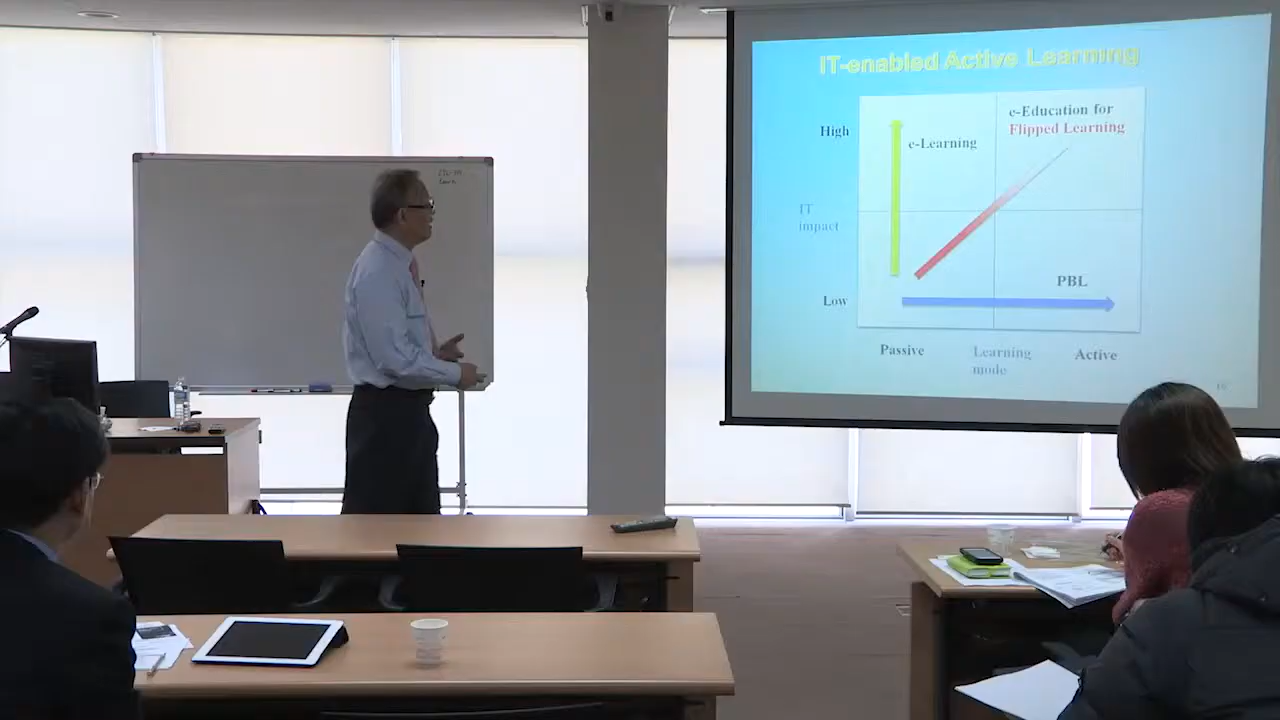 IT-enabled Active Learning
e-Education for
Flipped Learning
High
e-Learning
IT
impact
PBL
Low
Passive
Learning
mode
Active